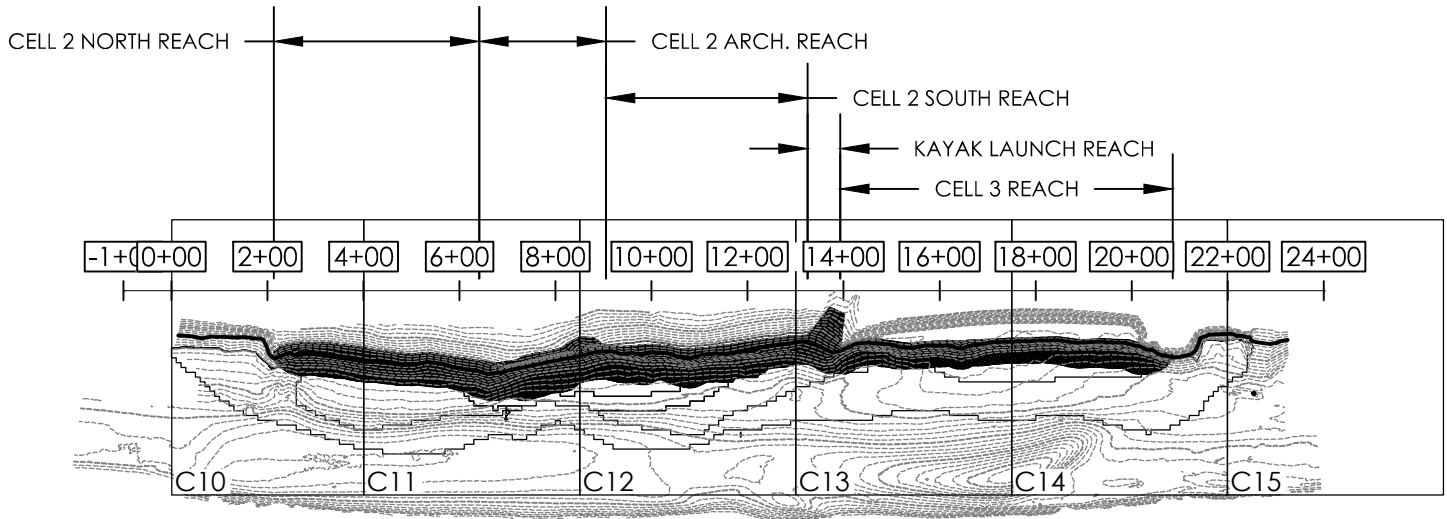 CELL 2 NORTH REACH
CELL 2 ARCH. REACH
CELL 2 SOUTH REACH
KAYAK LAUNCH REACH
CELL 3 REACH
0+00 2+00 4+00 6+00 8+00 10+00 12+00 14+00 16+00 18+00 20+00 22+00 24+00
C10 C11 C12 C13 C14 C15